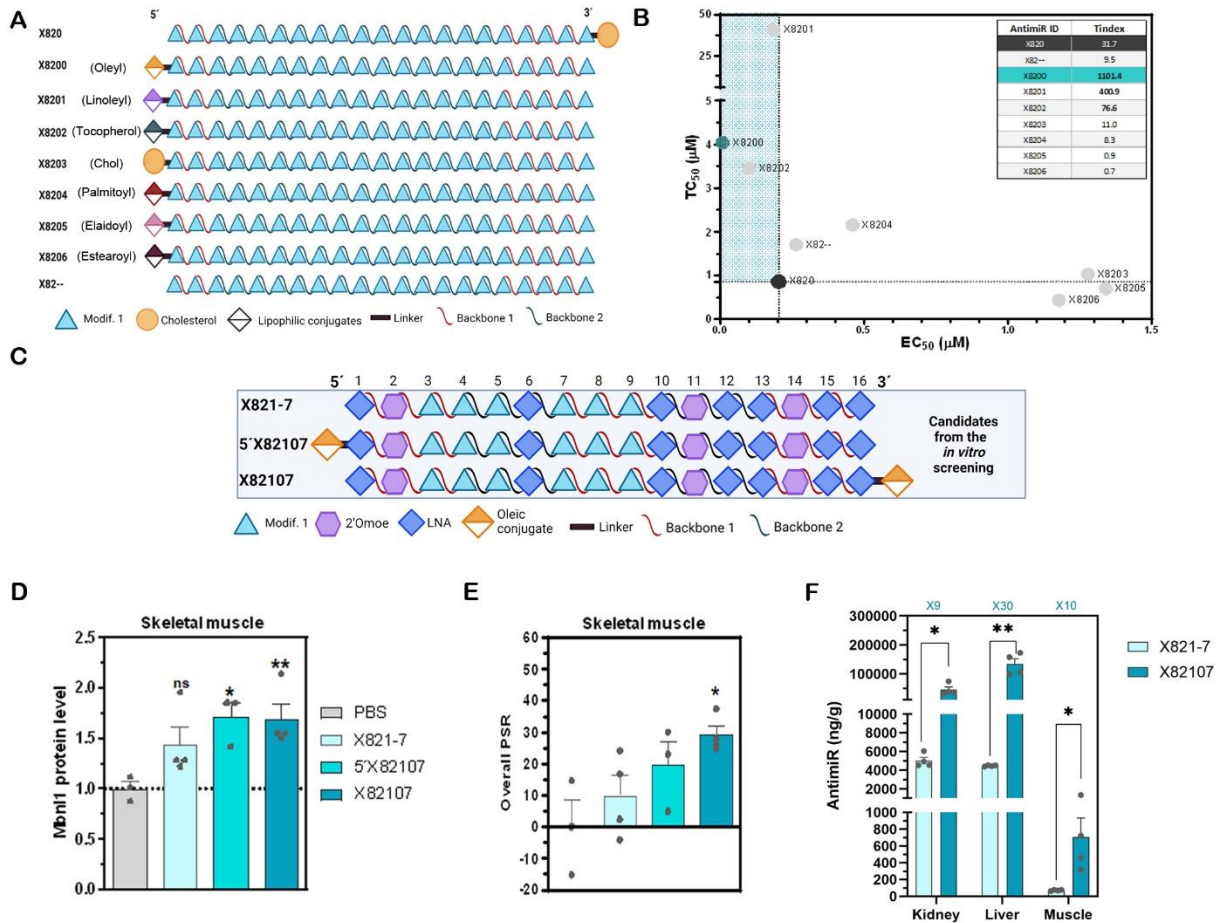 A
5´
3´
X820
X8200 (Oleyl)
X8201 (Linoleyl)
X8202 (Tocopherol)
X8203 (Chol)
X8204 (Palmitoyl)
X8205 (Elaidoyl)
X8206 (Estearoyl)
X82--
Modif. 1 Cholesterol Lipophilic conjugates Linker Backbone 1 Backbone 2
B
TC50 (µM)
50
25
5
4
3
2
1
0
X8201
X8200
X8202
X8204
X82--
X820
X8203
X8205
X8206
0.0 0.5 1.0 1.5
EC50 (µM)
AntimiR ID Tindex
X820 31.7
X82-- 9.5
X8200 1101.4
X8201 400.9
X8202 76.6
X8203 11.0
X8204 8.3
X8205 0.9
X8206 0.7
C
5´ 1 2 3 4 5 6 7 8 9 10 11 12 13 14 15 16 3´
X821-7
5´X82107
X82107
Candidates
from the
in vitro
screening
Modif. 1 2'Omoe LNA Oleic
conjugate Linker Backbone 1 Backbone 2
D
Skeletal muscle
Mbnl1 protein level
2.5
2.0
1.5
1.0
0.5
0.0
ns * **
PBS
X821-7
5'X82107
X82107
E
Skeletal muscle
Overall PSR
60
50
40
30
20
10
0
-10
-20
*
F
X9 X30 X10
AntimiR (ng/g)
300000
200000
100000
14000
12000
10000
8000
6000
4000
2000
1000
800
600
400
200
0
* ** *
Kidney Liver Muscle
X821-7
X82107